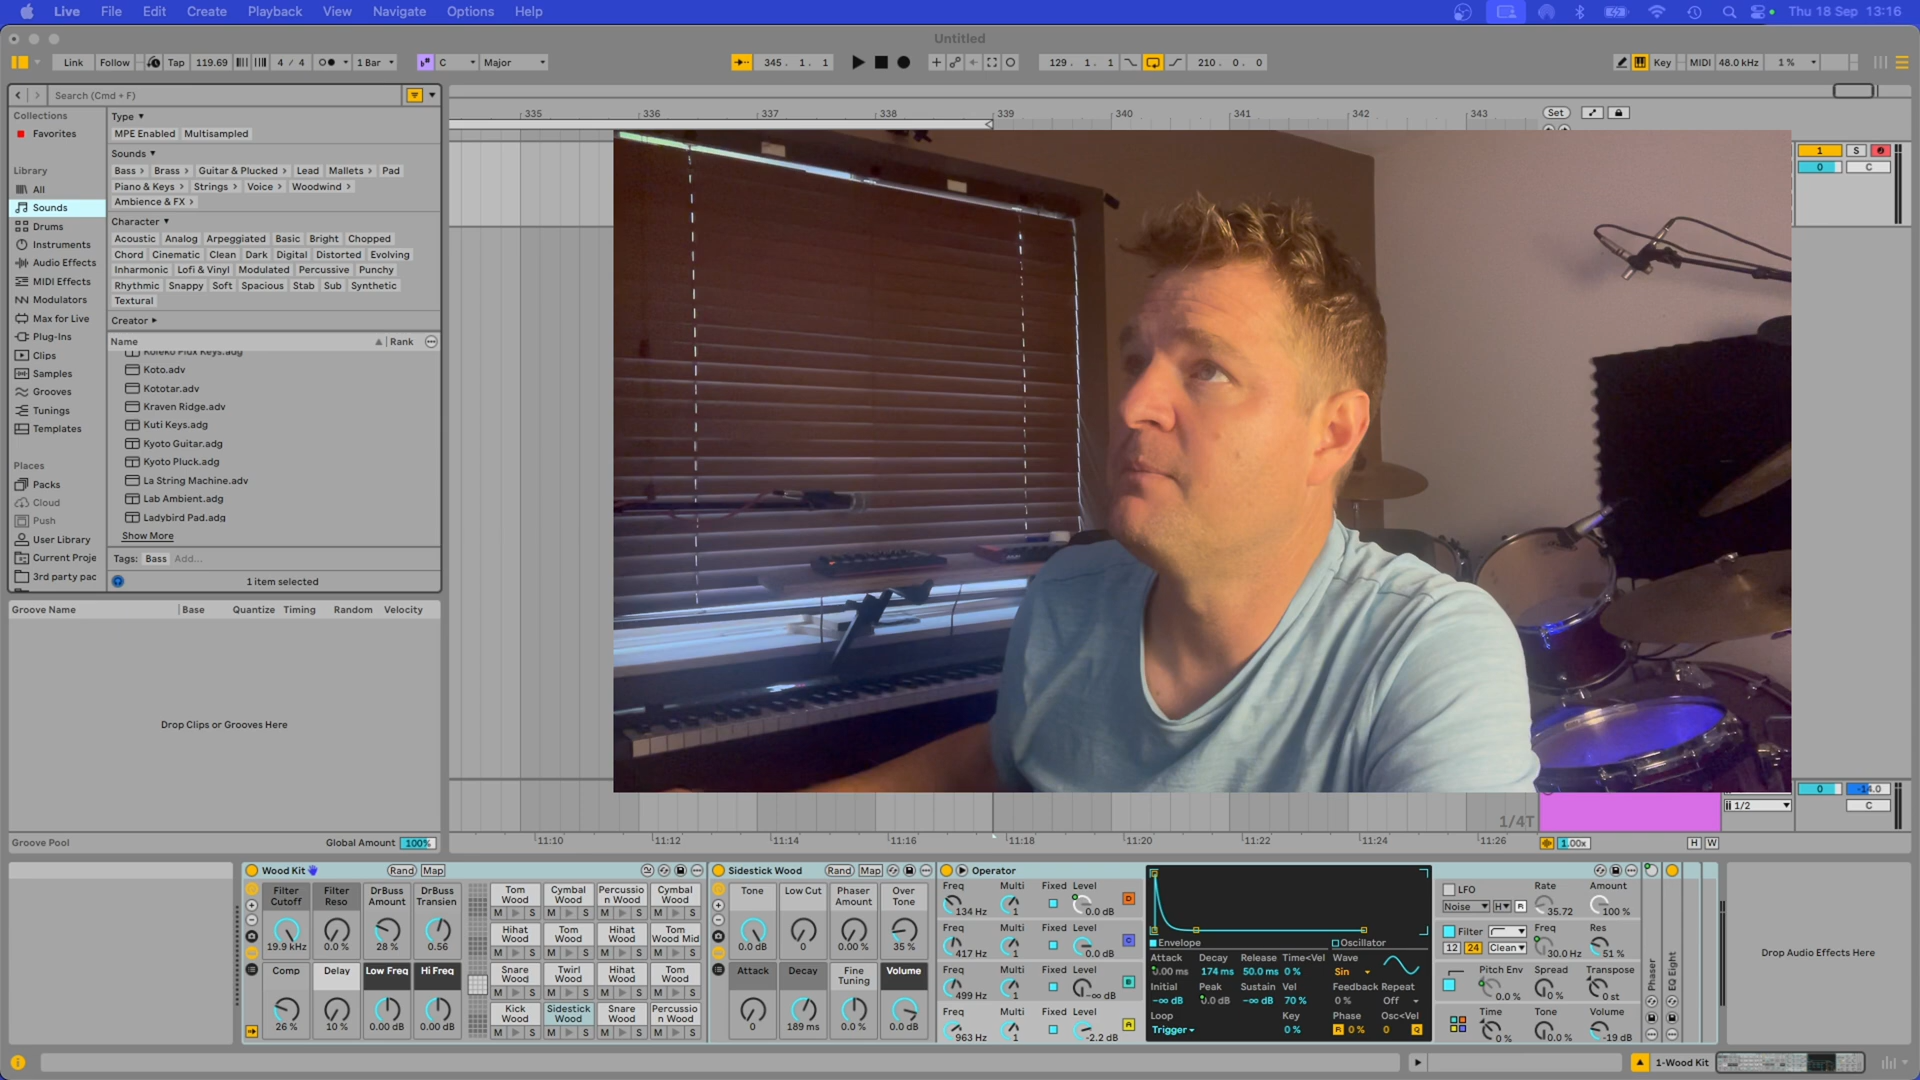 Live File Edit Create Playback View Navigate Options Help
Thu 18 Sep 13:16
Untitled
Link Follow Tap 119.69 4 / 4 1 Bar C Major
345. 1. 1
129. 1. 1
210. 0. 0
Key MIDI 48.0 kHz 1 %
Search (Cmd + F)
Collections
Favorites
Library
All
Sounds
Drums
Instruments
Audio Effects
MIDI Effects
Modulators
Max for Live
Plug-Ins
Clips
Samples
Grooves
Tunings
Templates
Places
Packs
Cloud
Push
User Library
Current Proje
3rd party pac
Type
MPE Enabled Multisampled
Sounds
Bass Brass Guitar & Plucked Lead Mallets Pad
Piano & Keys Strings Voice Woodwind
Ambience & FX
Character
Acoustic Analog Arpeggiated Basic Bright Chopped
Chord Cinematic Clean Dark Digital Distorted Evolving
Inharmonic Lofi & Vinyl Modulated Percussive Punchy
Rhythmic Snappy Soft Spacious Stab Sub Synthetic
Textural
Creator
Name Rank
Koto.adv
Kototar.adv
Kraven Ridge.adv
Kuti Keys.adg
Kyoto Guitar.adg
Kyoto Pluck.adg
La String Machine.adv
Lab Ambient.adg
Ladybird Pad.adg
Show More
Tags: Bass Add...
1 item selected
Groove Name Base Quantize Timing Random Velocity
Drop Clips or Grooves Here
Groove Pool Global Amount 100%
335 336 337 338 339 340 341 342 343
Set
1 S
0 C
0 -14.0
1/2 C
1/4T
11:10 11:12 11:14 11:16 11:18 11:20 11:22 11:24 11:26
1.00x H W
Wood Kit Rand Map
Filter Cutoff Filter Reso DrBuss Amount DrBuss Transien
19.9 kHz 0.0 % 28 % 0.56
Comp Delay Low Freq Hi Freq
26 % 10 % 0.00 dB 0.00 dB
Tom Wood Cymbal Wood Percussion Wood Cymbal Wood
M S M S M S M S
Hihat Wood Tom Wood Hihat Wood Tom Wood Mid
M S M S M S M S
Snare Wood Twirl Wood Hihat Wood Tom Wood
M S M S M S M S
Kick Wood Sidestick Wood Snare Wood Percussion Wood
M S M S M S M S
Sidestick Wood Rand Map
Tone Low Cut Phaser Amount Over Tone
0.0 dB 0 0.00 % 35 %
Attack Decay Fine Tuning Volume
0 189 ms 0.0 % 0.0 dB
Operator
Freq Multi Fixed Level
134 Hz 1 0.0 dB D
Freq Multi Fixed Level
417 Hz 1 0.0 dB C
Freq Multi Fixed Level
499 Hz 1 -∞ dB B
Freq Multi Fixed Level
963 Hz 1 -2.2 dB A
Envelope Oscillator
Attack Decay Release Time<Vel Wave
0.00 ms 174 ms 50.0 ms 0 % Sin
Initial Peak Sustain Vel Feedback Repeat
-∞ dB 0.0 dB -∞ dB 70 % 0 % Off
Loop Key Phase Osc<Vel
Trigger 0 % R 0 % 0 Q
LFO Rate Amount
Noise H R 35.72 100 %
Filter Freq Res
12 24 Clean 30.0 Hz 51 %
Pitch Env Spread Transpose
0.0 % 0 % 0 st
Time Tone Volume
0 % 0.0 % -19 dB
Phaser
EQ Eight
Drop Audio Effects Here
1-Wood Kit